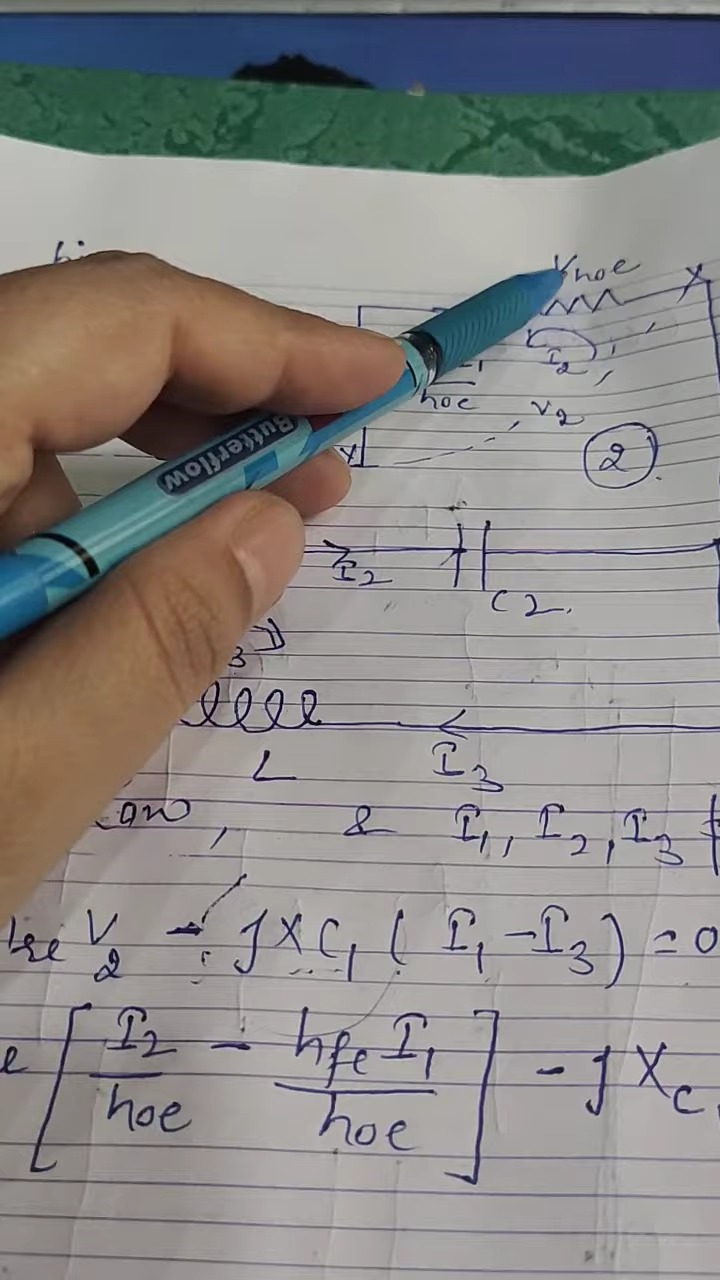 1/hoe
I2
hoe
V2
2
Butterflow
I2
C2.
3
L
I3
& I1, I2, I3
V2 - jXC1 (I1 - I3) = 0
[I2/hoe - hfe I1/hoe] - jXC